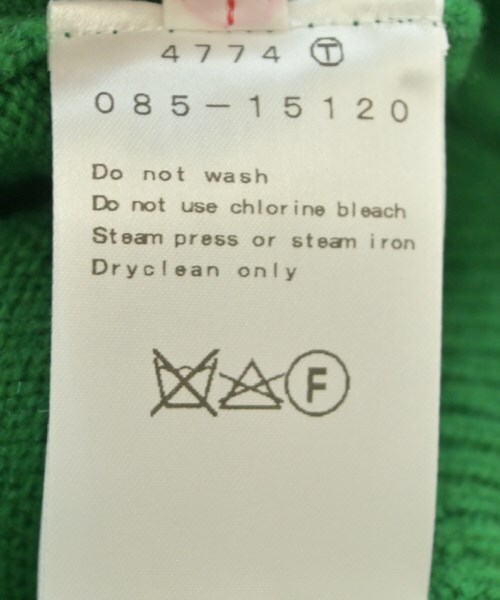 4774 Ⓣ
085-15120
Do not wash
Do not use chlorine bleach
Steam press or steam iron
Dryclean only
F